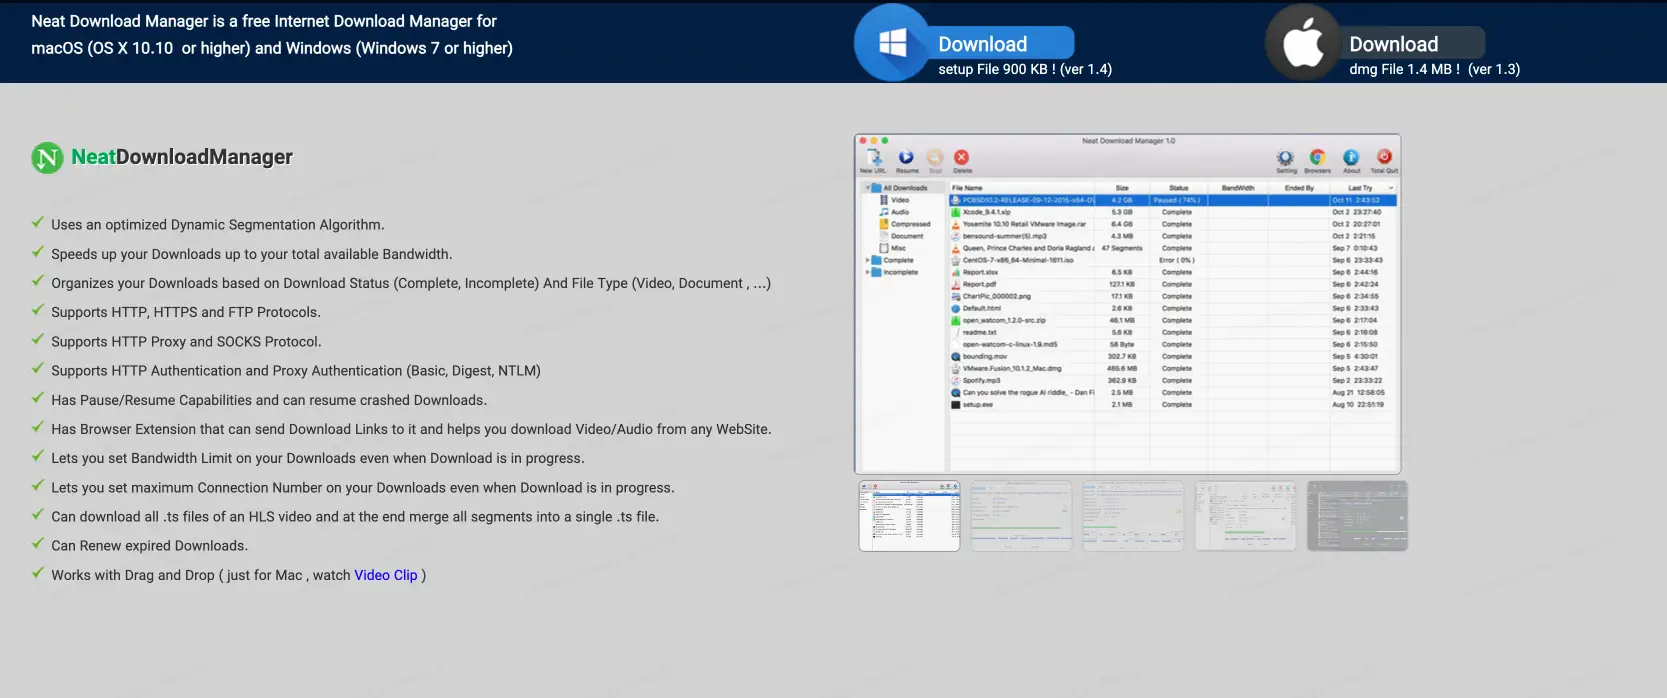 Neat Download Manager is a free Internet Download Manager for
macOS (OS X 10.10 or higher) and Windows (Windows 7 or higher)
Download
setup File 900 KB ! (ver 1.4)
Download
dmg File 1.4 MB ! (ver 1.3)
NeatDownloadManager
Uses an optimized Dynamic Segmentation Algorithm.
Speeds up your Downloads up to your total available Bandwidth.
Organizes your Downloads based on Download Status (Complete, Incomplete) And File Type (Video, Document , ...)
Supports HTTP, HTTPS and FTP Protocols.
Supports HTTP Proxy and SOCKS Protocol.
Supports HTTP Authentication and Proxy Authentication (Basic, Digest, NTLM)
Has Pause/Resume Capabilities and can resume crashed Downloads.
Has Browser Extension that can send Download Links to it and helps you download Video/Audio from any WebSite.
Lets you set Bandwidth Limit on your Downloads even when Download is in progress.
Lets you set maximum Connection Number on your Downloads even when Download is in progress.
Can download all .ts files of an HLS video and at the end merge all segments into a single .ts file.
Can Renew expired Downloads.
Works with Drag and Drop ( just for Mac , watch Video Clip )
Neat Download Manager 1.0
New URL Resume Stop Delete Setting Browsers About Total Quit
All Downloads
Video
Audio
Compressed
Document
Misc
Complete
Incomplete
File Name Size Status BandWidth Ended By Last Try
PCBSD10.2-RELEASE-09-12-2015-x64-DV 4.2 GB Paused ( 74% ) Oct 11 2:43:52
Xcode_9.4.1.xip 5.3 GB Complete Oct 2 23:27:40
Yosemite 10.10 Retail VMware Image.rar 6.4 GB Complete Oct 2 20:27:01
bensound-summer(5).mp3 4.3 MB Complete Oct 2 2:21:15
Queen, Prince Charles and Doria Ragland c 47 Segments Complete Sep 7 0:10:43
CentOS-7-x86_64-Minimal-1611.iso Error ( 0% ) Sep 6 23:33:43
Report.xlsx 6.5 KB Complete Sep 6 2:44:16
Report.pdf 127.1 KB Complete Sep 6 2:42:24
ChartPic_000002.png 17.1 KB Complete Sep 6 2:34:55
Default.html 2.6 KB Complete Sep 6 2:33:43
open_watcom_1.2.0-src.zip 46.1 MB Complete Sep 6 2:17:04
readme.txt 5.6 KB Complete Sep 6 2:16:08
open-watcom-c-linux-1.9.md5 58 Byte Complete Sep 6 2:15:50
bounding.mov 302.7 KB Complete Sep 5 4:30:01
VMware.Fusion_10.1.2_Mac.dmg 465.6 MB Complete Sep 5 2:43:47
Spotify.mp3 362.9 KB Complete Sep 2 23:33:22
Can you solve the rogue AI riddle_ - Dan Fi 2.5 MB Complete Aug 21 12:58:05
setup.exe 2.1 MB Complete Aug 10 22:51:19